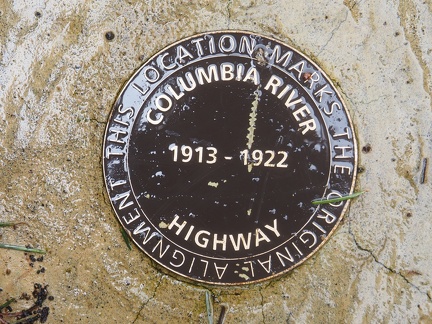 THIS LOCATION MARKS THE ORIGINAL ALIGNMENT
COLUMBIA RIVER
1913 - 1922
HIGHWAY